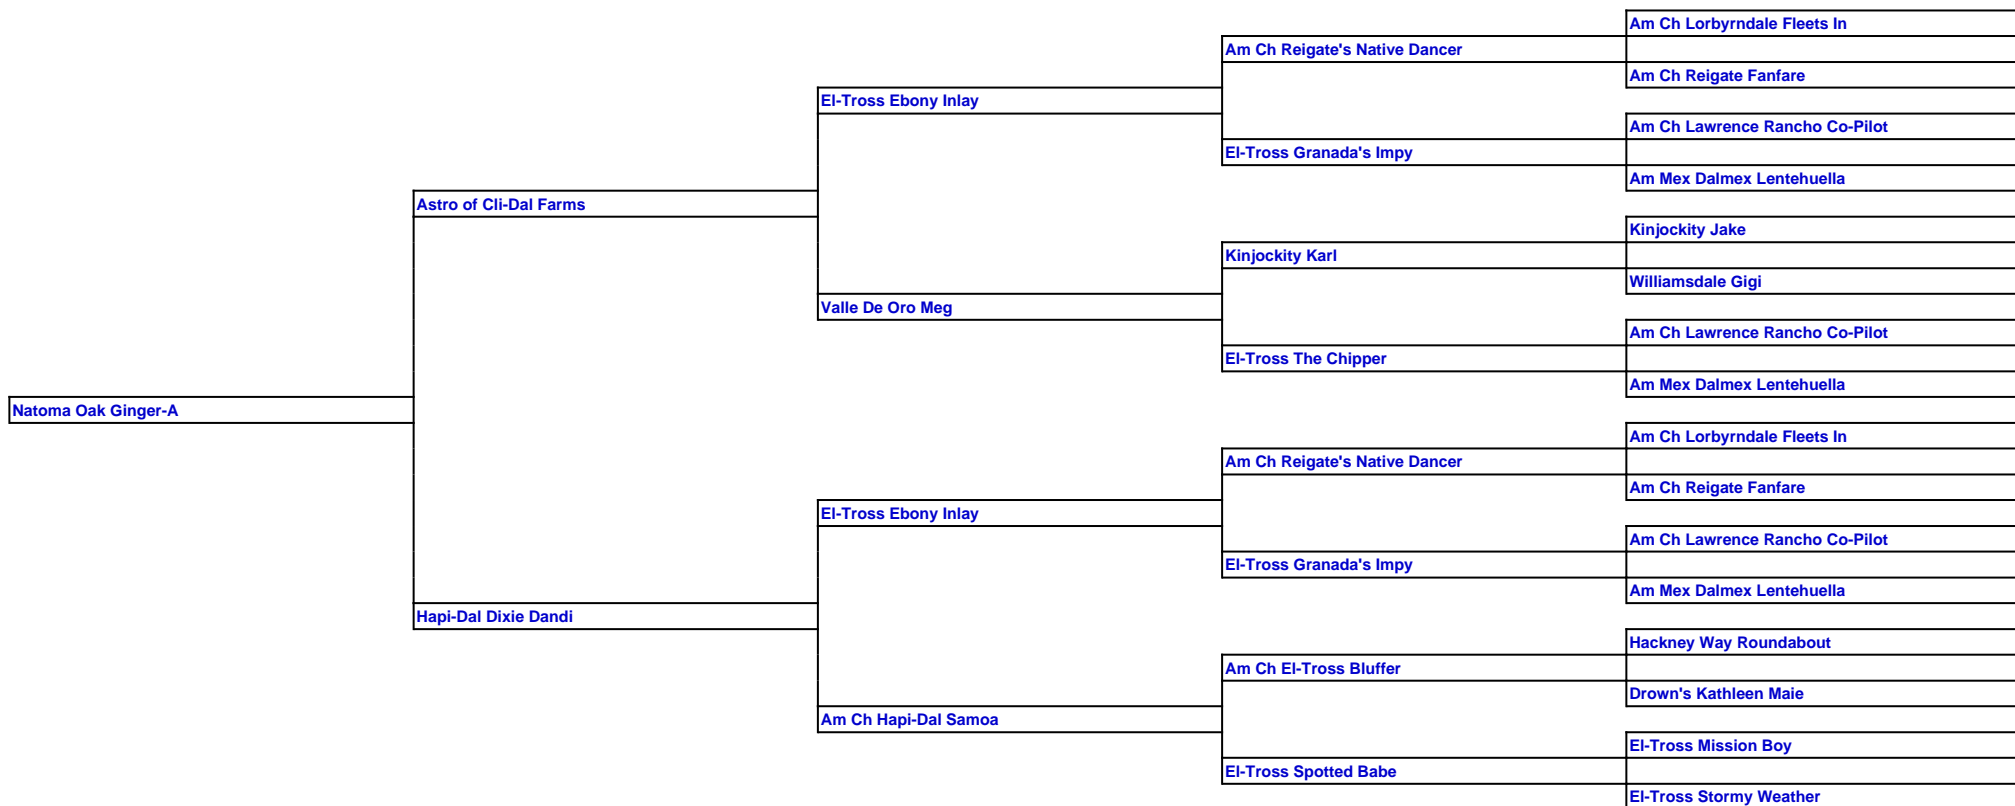 Am Ch Lorbyrndale Fleets In
Am Ch Reigate's Native Dancer
Am Ch Reigate Fanfare
El-Tross Ebony Inlay
Am Ch Lawrence Rancho Co-Pilot
El-Tross Granada's Impy
Am Mex Dalmex Lentehuella
Astro of Cli-Dal Farms
Kinjockity Jake
Kinjockity Karl
Williamsdale Gigi
Valle De Oro Meg
Am Ch Lawrence Rancho Co-Pilot
El-Tross The Chipper
Am Mex Dalmex Lentehuella
Natoma Oak Ginger-A
Am Ch Lorbyrndale Fleets In
Am Ch Reigate's Native Dancer
Am Ch Reigate Fanfare
El-Tross Ebony Inlay
Am Ch Lawrence Rancho Co-Pilot
El-Tross Granada's Impy
Am Mex Dalmex Lentehuella
Hapi-Dal Dixie Dandi
Hackney Way Roundabout
Am Ch El-Tross Bluffer
Drown's Kathleen Maie
Am Ch Hapi-Dal Samoa
El-Tross Mission Boy
El-Tross Spotted Babe
El-Tross Stormy Weather